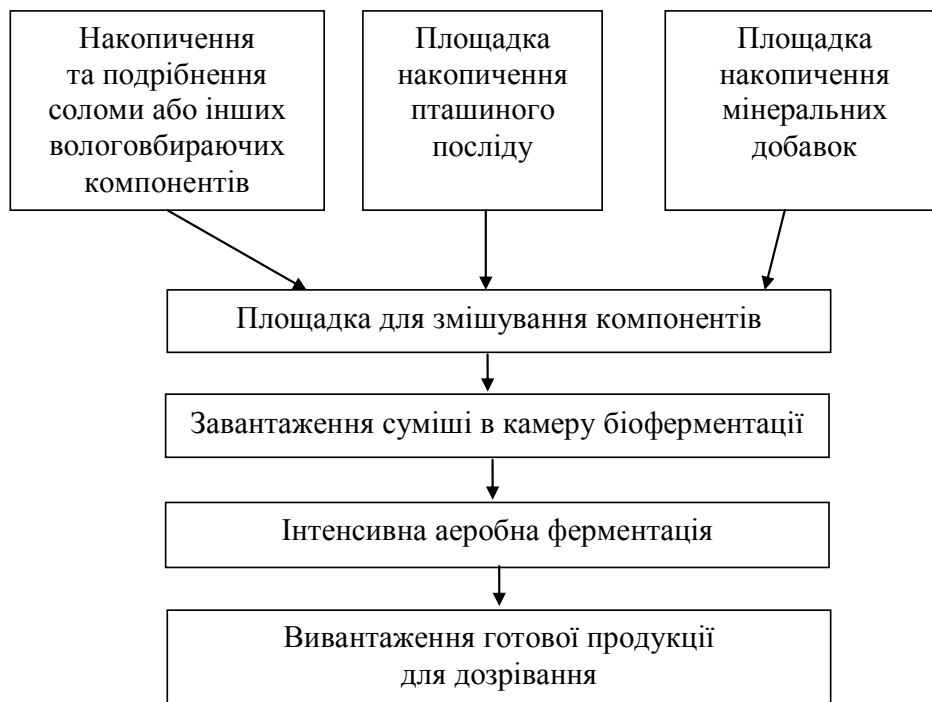 Накопичення
та подрібнення
соломи або інших
вологовбираючих
компонентів
Площадка
накопичення
пташиного
посліду
Площадка
накопичення
мінеральних
добавок
Площадка для змішування компонентів
Завантаження суміші в камеру біоферментації
Інтенсивна аеробна ферментація
Вивантаження готової продукції
для дозрівання